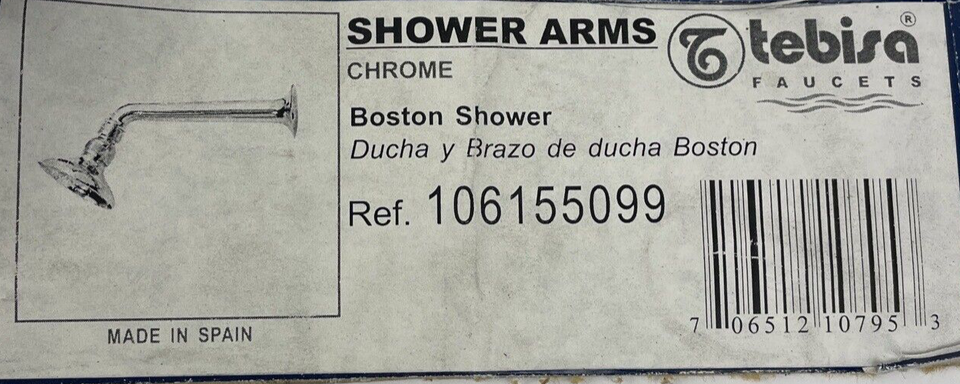 SHOWER ARMS
CHROME
tebisa®
FAUCETS
Boston Shower
Ducha y Brazo de ducha Boston
Ref. 106155099
7 06512 10795 3
MADE IN SPAIN